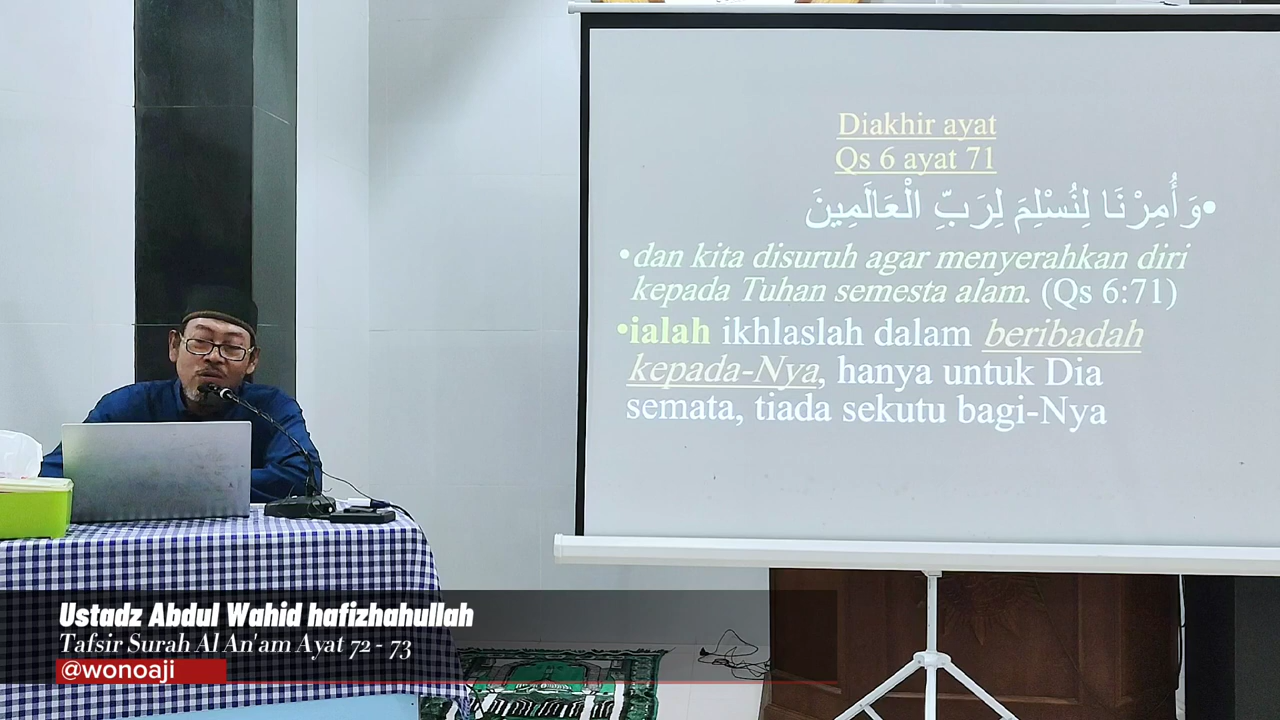 Diakhir ayat
Qs 6 ayat 71
•وَأُمِرْنَا لِنُسْلِمَ لِرَبِّ الْعَالَمِينَ
•dan kita disuruh agar menyerahkan diri
kepada Tuhan semesta alam. (Qs 6:71)
•ialah ikhlaslah dalam beribadah
kepada-Nya, hanya untuk Dia
semata, tiada sekutu bagi-Nya
Ustadz Abdul Wahid hafizhahullah
Tafsir Surah Al An'am Ayat 72 - 73
@wonoaji